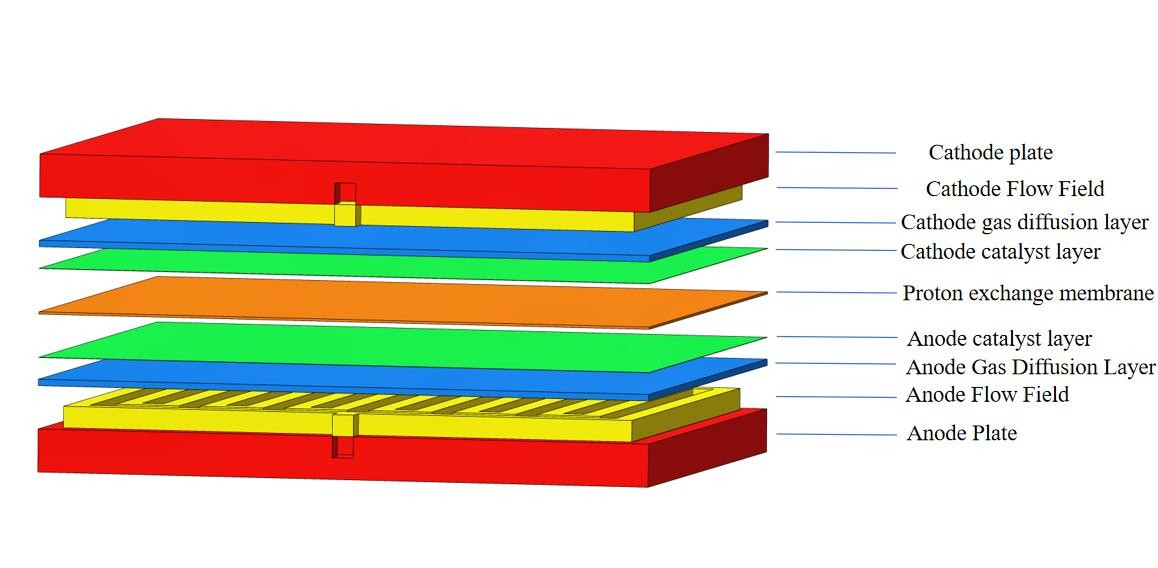 Cathode plate
Cathode Flow Field
Cathode gas diffusion layer
Cathode catalyst layer
Proton exchange membrane
Anode catalyst layer
Anode Gas Diffusion Layer
Anode Flow Field
Anode Plate